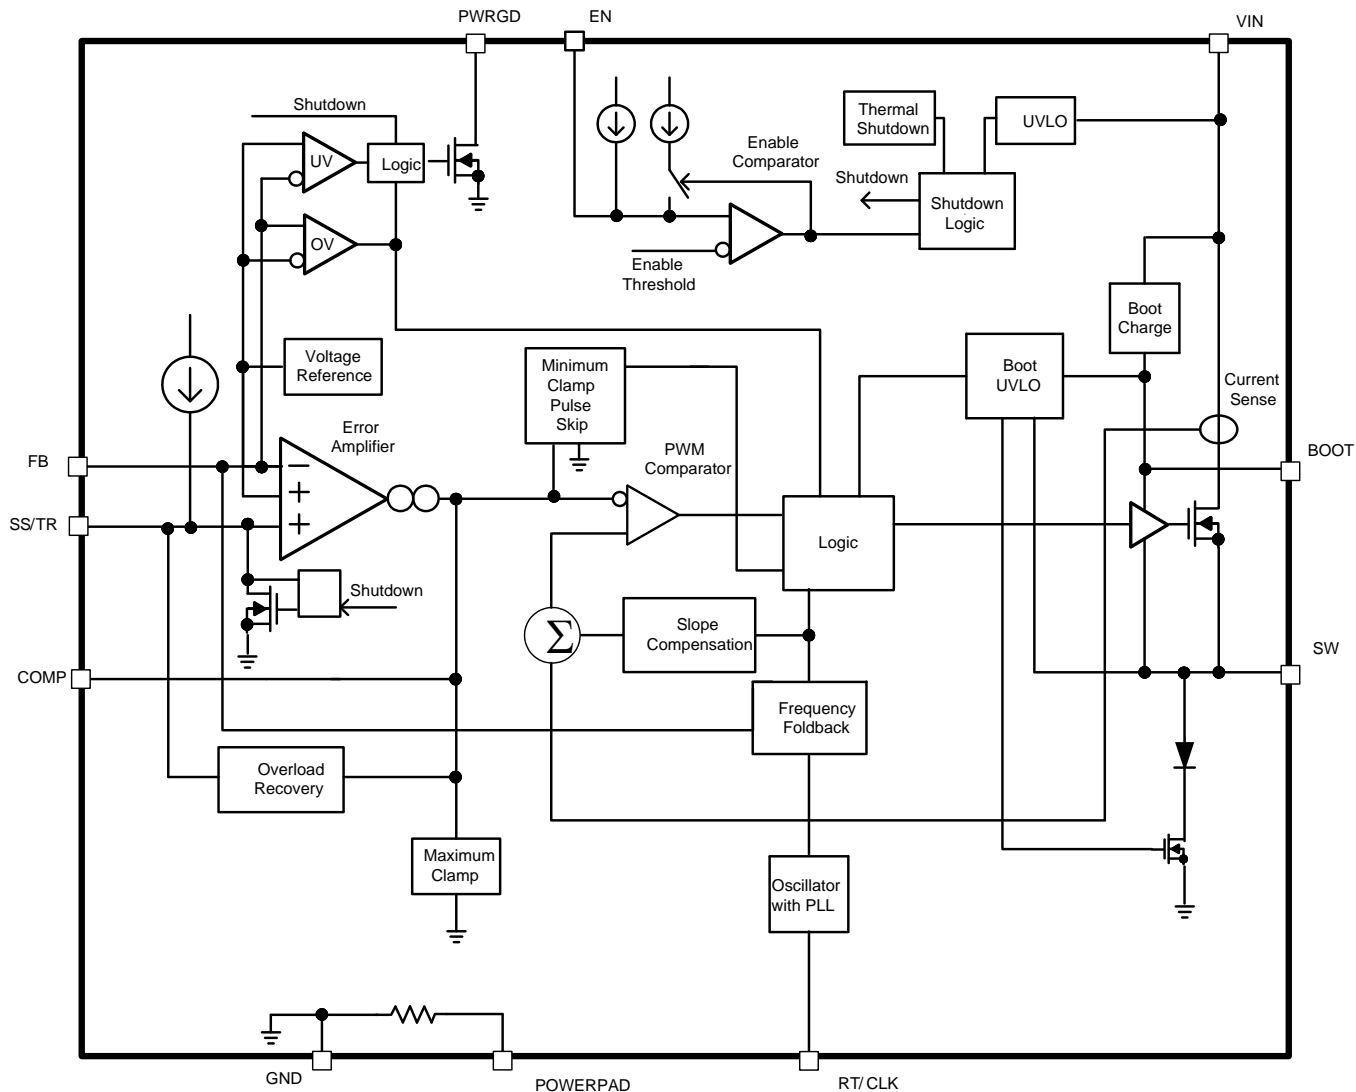 PWRGD
EN
VIN
Shutdown
UV
Logic
OV
Thermal
Shutdown
UVLO
Enable
Comparator
Shutdown
Shutdown
Logic
Enable
Threshold
Boot
Charge
Voltage
Reference
Minimum
Clamp
Pulse
Skip
Boot
UVLO
Current
Sense
Error
Amplifier
PWM
Comparator
FB
BOOT
−
+
+
SS/TR
Logic
Shutdown
Σ
Slope
Compensation
SW
COMP
Frequency
Foldback
Overload
Recovery
Maximum
Clamp
Oscillator
with PLL
GND
POWERPAD
RT/CLK